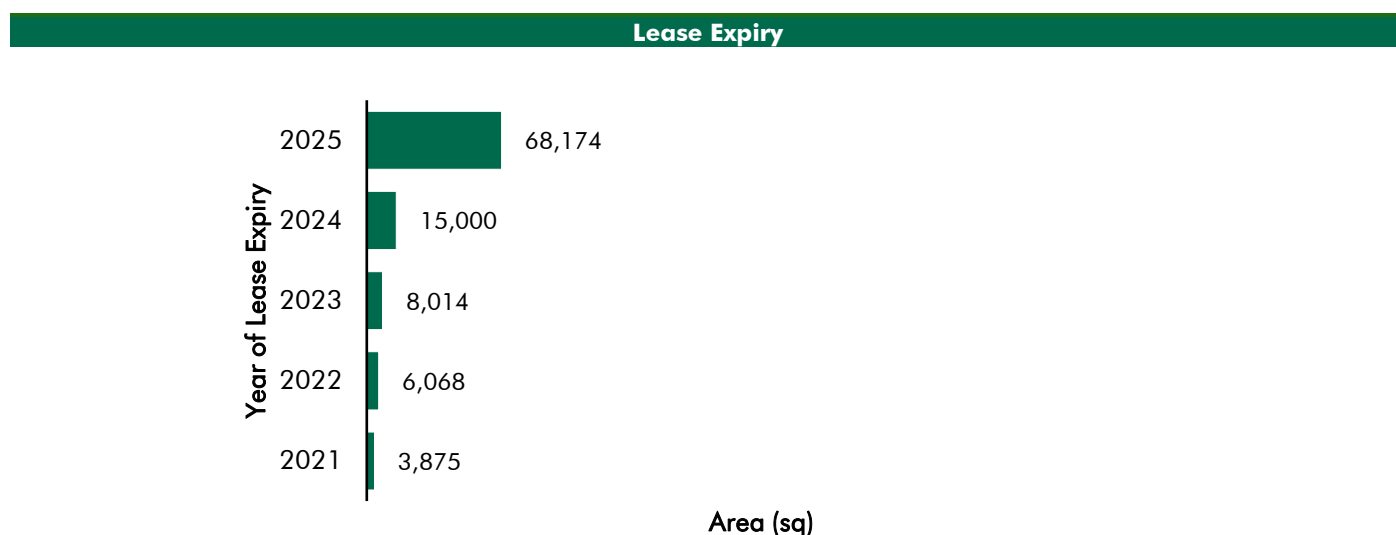 Lease Expiry
Year of Lease Expiry
2025 68,174
2024 15,000
2023 8,014
2022 6,068
2021 3,875
Area (sq)